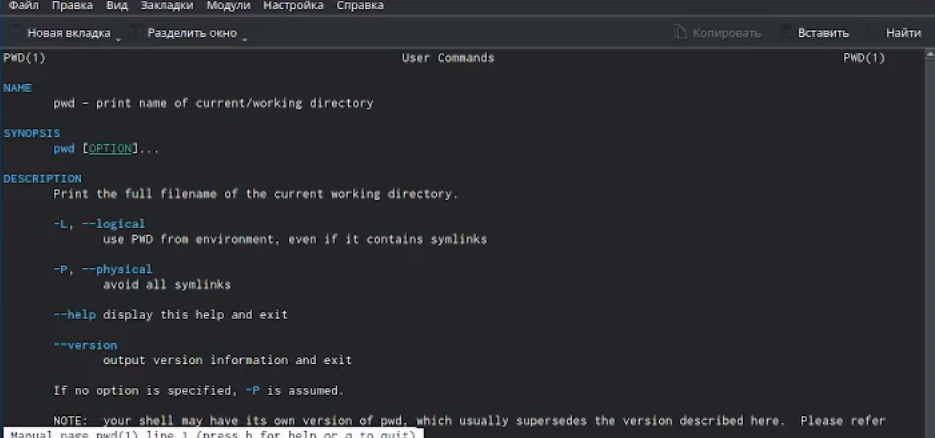 Файл Правка Вид Закладки Модули Настройка Справка
Новая вкладка Разделить окно Копировать Вставить Найти
PWD(1) User Commands PWD(1)
NAME
pwd - print name of current/working directory
SYNOPSIS
pwd [OPTION]...
DESCRIPTION
Print the full filename of the current working directory.
-L, --logical
use PWD from environment, even if it contains symlinks
-P, --physical
avoid all symlinks
--help display this help and exit
--version
output version information and exit
If no option is specified, -P is assumed.
NOTE: your shell may have its own version of pwd, which usually supersedes the version described here. Please refer
Manual page pwd(1) line 1 (press h for help or q to quit)